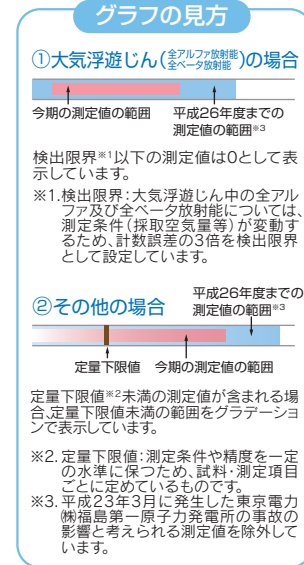 グラフの見方
①大気浮遊じん(全アルファ放射能 全ベータ放射能)の場合
今期の測定値の範囲
平成26年度までの
測定値の範囲※3
検出限界※1以下の測定値は0として表
示しています。
※1.検出限界：大気浮遊じん中の全アル
ファ及び全ベータ放射能については、
測定条件(採取空気量等)が変動す
るため、計数誤差の3倍を検出限界
として設定しています。
②その他の場合
平成26年度までの
測定値の範囲※3
定量下限値
今期の測定値の範囲
定量下限値※2未満の測定値が含まれる場
合、定量下限値未満の範囲をグラデーショ
ンで表示しています。
※2.定量下限値：測定条件や精度を一定
の水準に保つため、試料・測定項目
ごとに定めているものです。
※3.平成23年3月に発生した東京電力
㈱福島第一原子力発電所の事故の
影響と考えられる測定値を除外して
います。